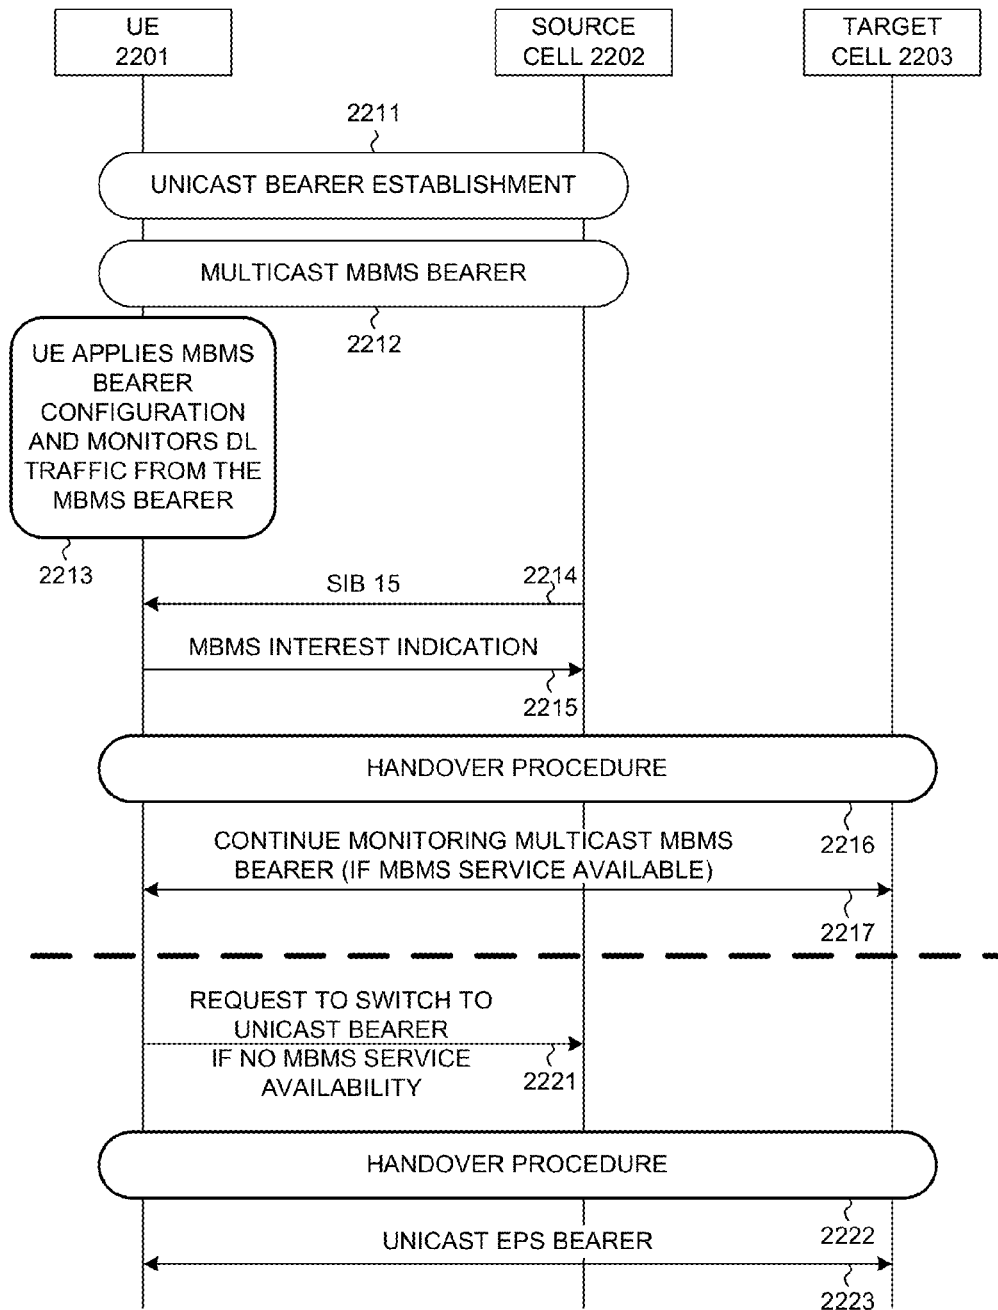 UE
2201
SOURCE
CELL 2202
TARGET
CELL 2203
2211
UNICAST BEARER ESTABLISHMENT
MULTICAST MBMS BEARER
2212
UE APPLIES MBMS
BEARER
CONFIGURATION
AND MONITORS DL
TRAFFIC FROM THE
MBMS BEARER
2213
SIB 15
2214
MBMS INTEREST INDICATION
2215
HANDOVER PROCEDURE
2216
CONTINUE MONITORING MULTICAST MBMS
BEARER (IF MBMS SERVICE AVAILABLE)
2217
REQUEST TO SWITCH TO
UNICAST BEARER
IF NO MBMS SERVICE
AVAILABILITY
2221
HANDOVER PROCEDURE
2222
UNICAST EPS BEARER
2223